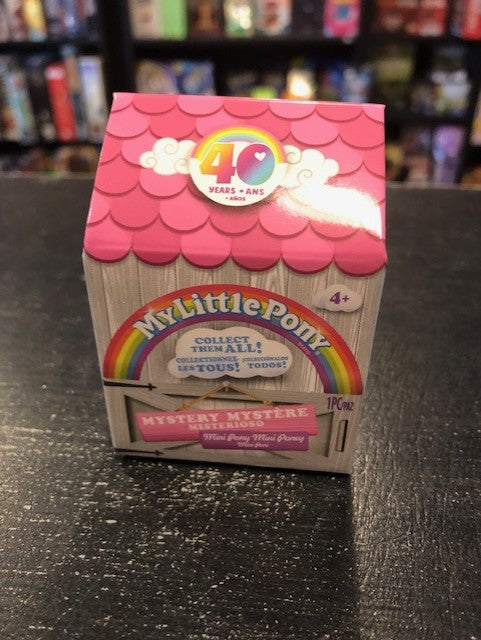 40
YEARS • ANS
• AÑOS
4+
My Little Pony
COLLECT
THEM ALL!
COLLECTIONNEZ-
LES TOUS!
¡COLECCIÓNALOS
TODOS!
1PC/PAZ
MYSTERY MYSTÈRE
MISTERIOSO
Mini Pony Mini Poney
Mini Poni